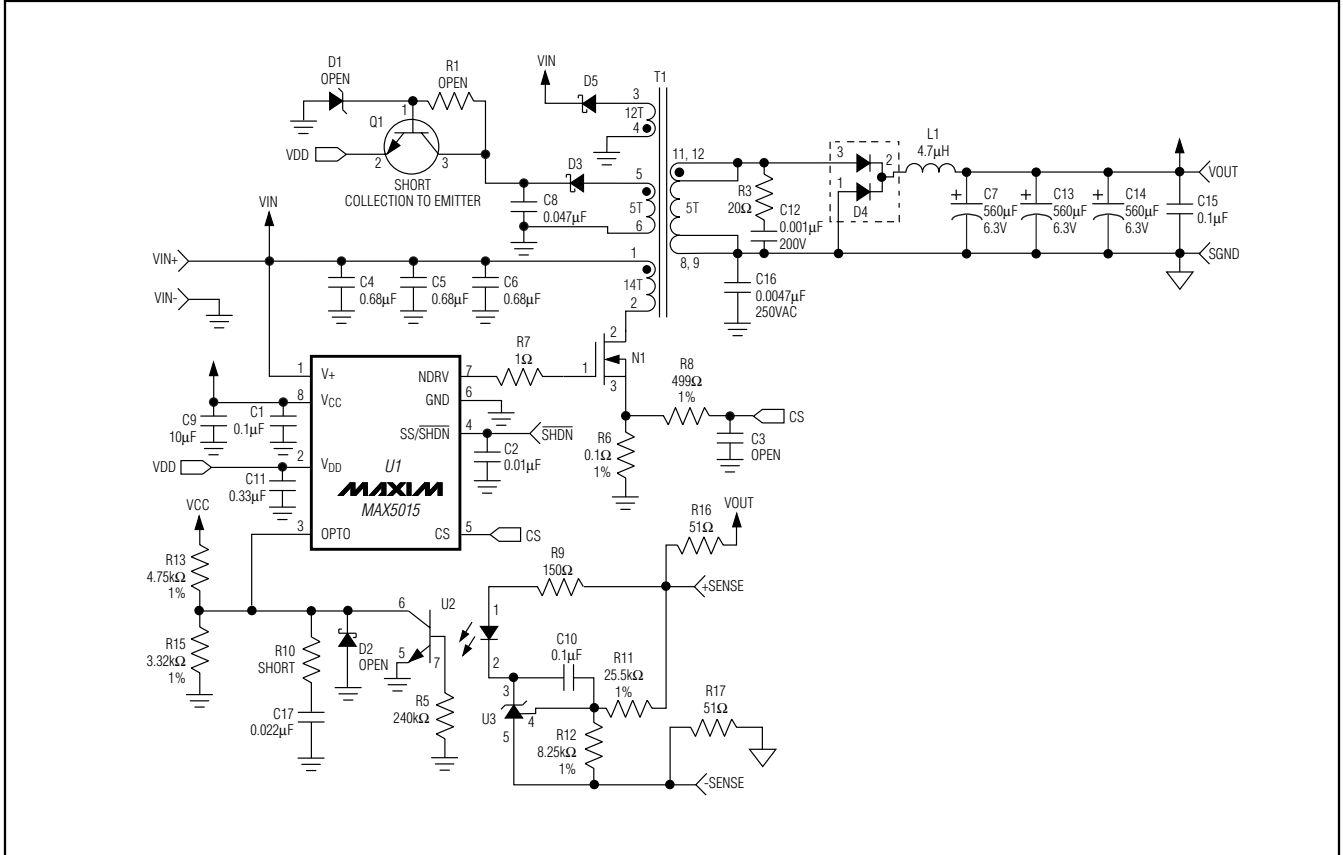 D1
OPEN
R1
OPEN
1
Q1
VDD
2
3
SHORT
COLLECTION TO EMITTER
VIN
D5
3
12T
4
T1
D3
5
5T
6
C8
0.047µF
11, 12
5T
8, 9
R3
20Ω
C12
0.001µF
200V
3
2
1
D4
L1
4.7µH
C7
560µF
6.3V
C13
560µF
6.3V
C14
560µF
6.3V
C15
0.1µF
VOUT
SGND
C16
0.0047µF
250VAC
VIN
VIN+
VIN-
C4
0.68µF
C5
0.68µF
C6
0.68µF
1
14T
2
R7
1Ω
2
1
N1
3
R8
499Ω
1%
CS
C3
OPEN
R6
0.1Ω
1%
1
V+
8
VCC
C9
10µF
C1
0.1µF
VDD
2
VDD
C11
0.33µF
3
OPTO
NDRV
7
GND
6
SS/SHDN
4
SHDN
C2
0.01µF
U1
MAXIM
MAX5015
CS
5
CS
VCC
R13
4.75kΩ
1%
R15
3.32kΩ
1%
R10
SHORT
C17
0.022µF
D2
OPEN
6
U2
5
7
R5
240kΩ
R9
150Ω
1
2
R16
51Ω
VOUT
+SENSE
C10
0.1µF
R11
25.5kΩ
1%
3
U3
4
5
R12
8.25kΩ
1%
R17
51Ω
-SENSE